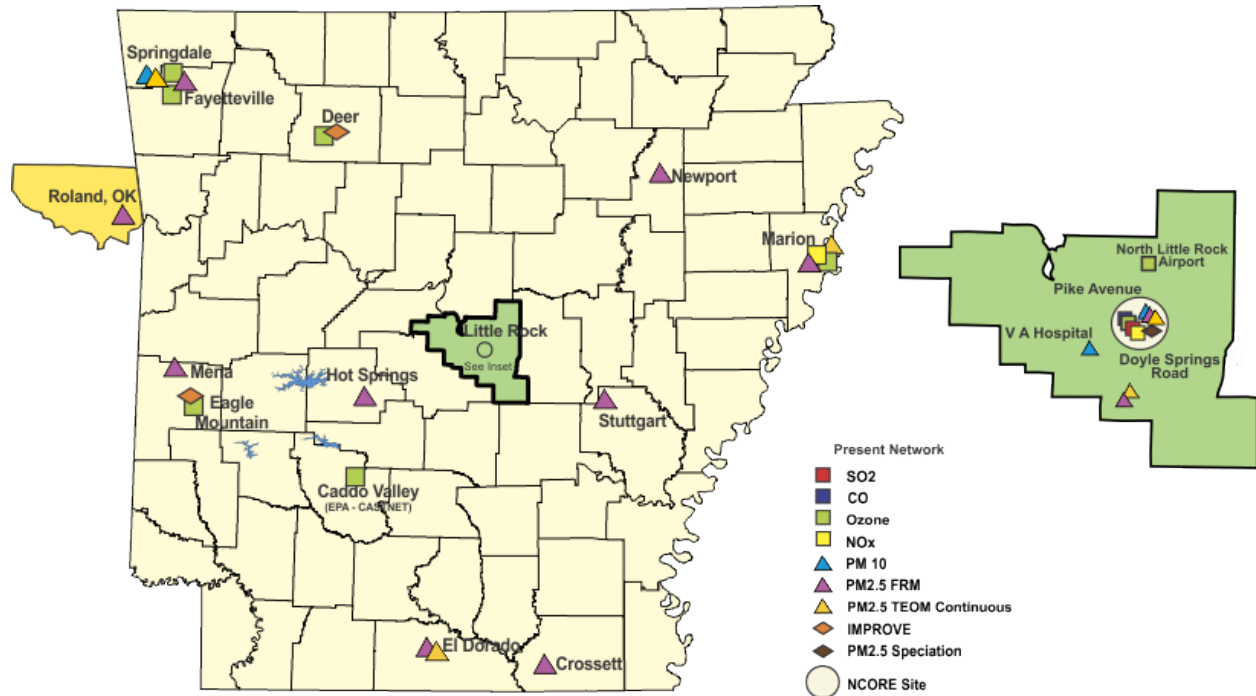 Springdale
Fayetteville
Deer
Roland, OK
Newport
Marion
Little Rock
See Inset
Mena
Hot Springs
Eagle
Mountain
Stuttgart
Caddo Valley
(EPA - CASTNET)
El Dorado
Crossett
North Little Rock
Airport
Pike Avenue
V A Hospital
Doyle Springs
Road
Present Network
SO2
CO
Ozone
NOx
PM 10
PM2.5 FRM
PM2.5 TEOM Continuous
IMPROVE
PM2.5 Speciation
NCORE Site